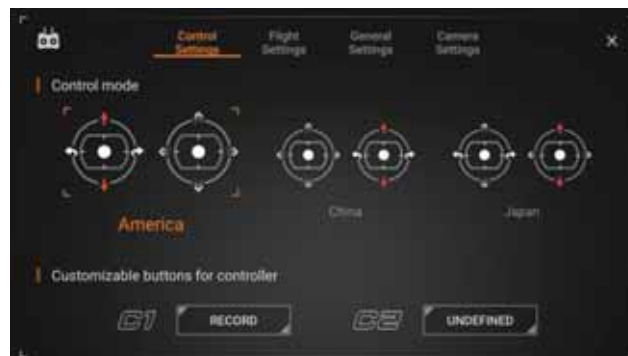 Control Flight General Camera
Settings Settings Settings Settings
Control mode
America China Japan
Customizable buttons for controller
C1 RECORD C2 UNDEFINED